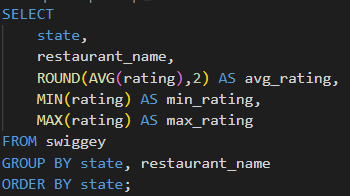 SELECT
state,
restaurant_name,
ROUND(AVG(rating),2) AS avg_rating,
MIN(rating) AS min_rating,
MAX(rating) AS max_rating
FROM swiggey
GROUP BY state, restaurant_name
ORDER BY state;